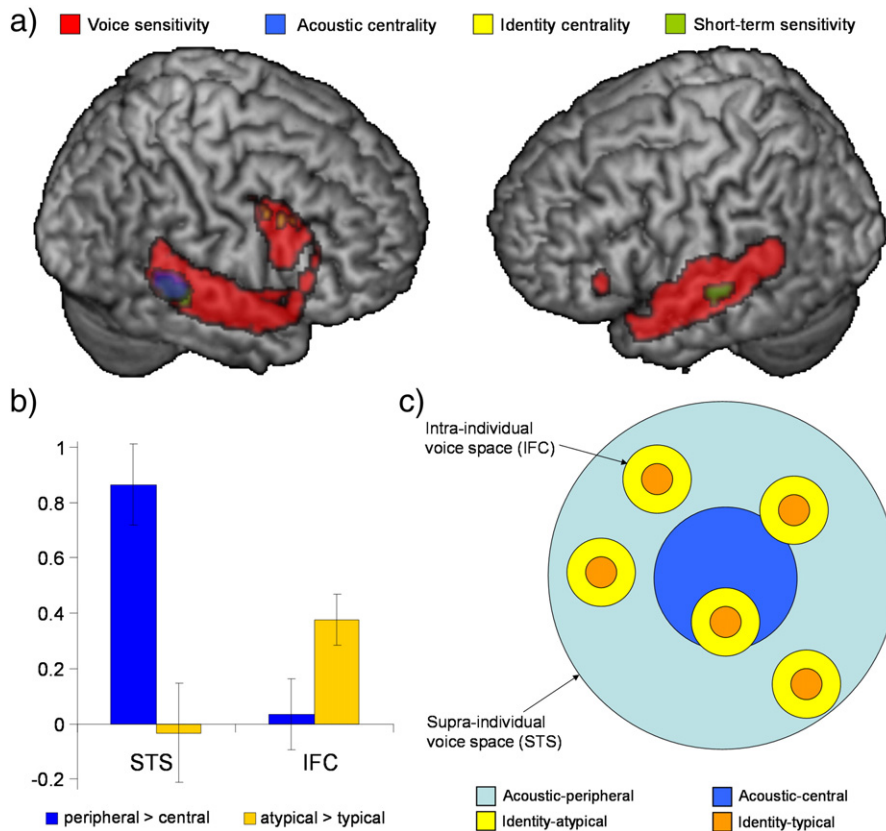 a)
Voice sensitivity Acoustic centrality Identity centrality Short-term sensitivity
b)
1
0.8
0.6
0.4
0.2
0
-0.2
STS IFC
peripheral > central atypical > typical
c)
Intra-individual
voice space (IFC)
Supra-individual
voice space (STS)
Acoustic-peripheral Acoustic-central
Identity-atypical Identity-typical